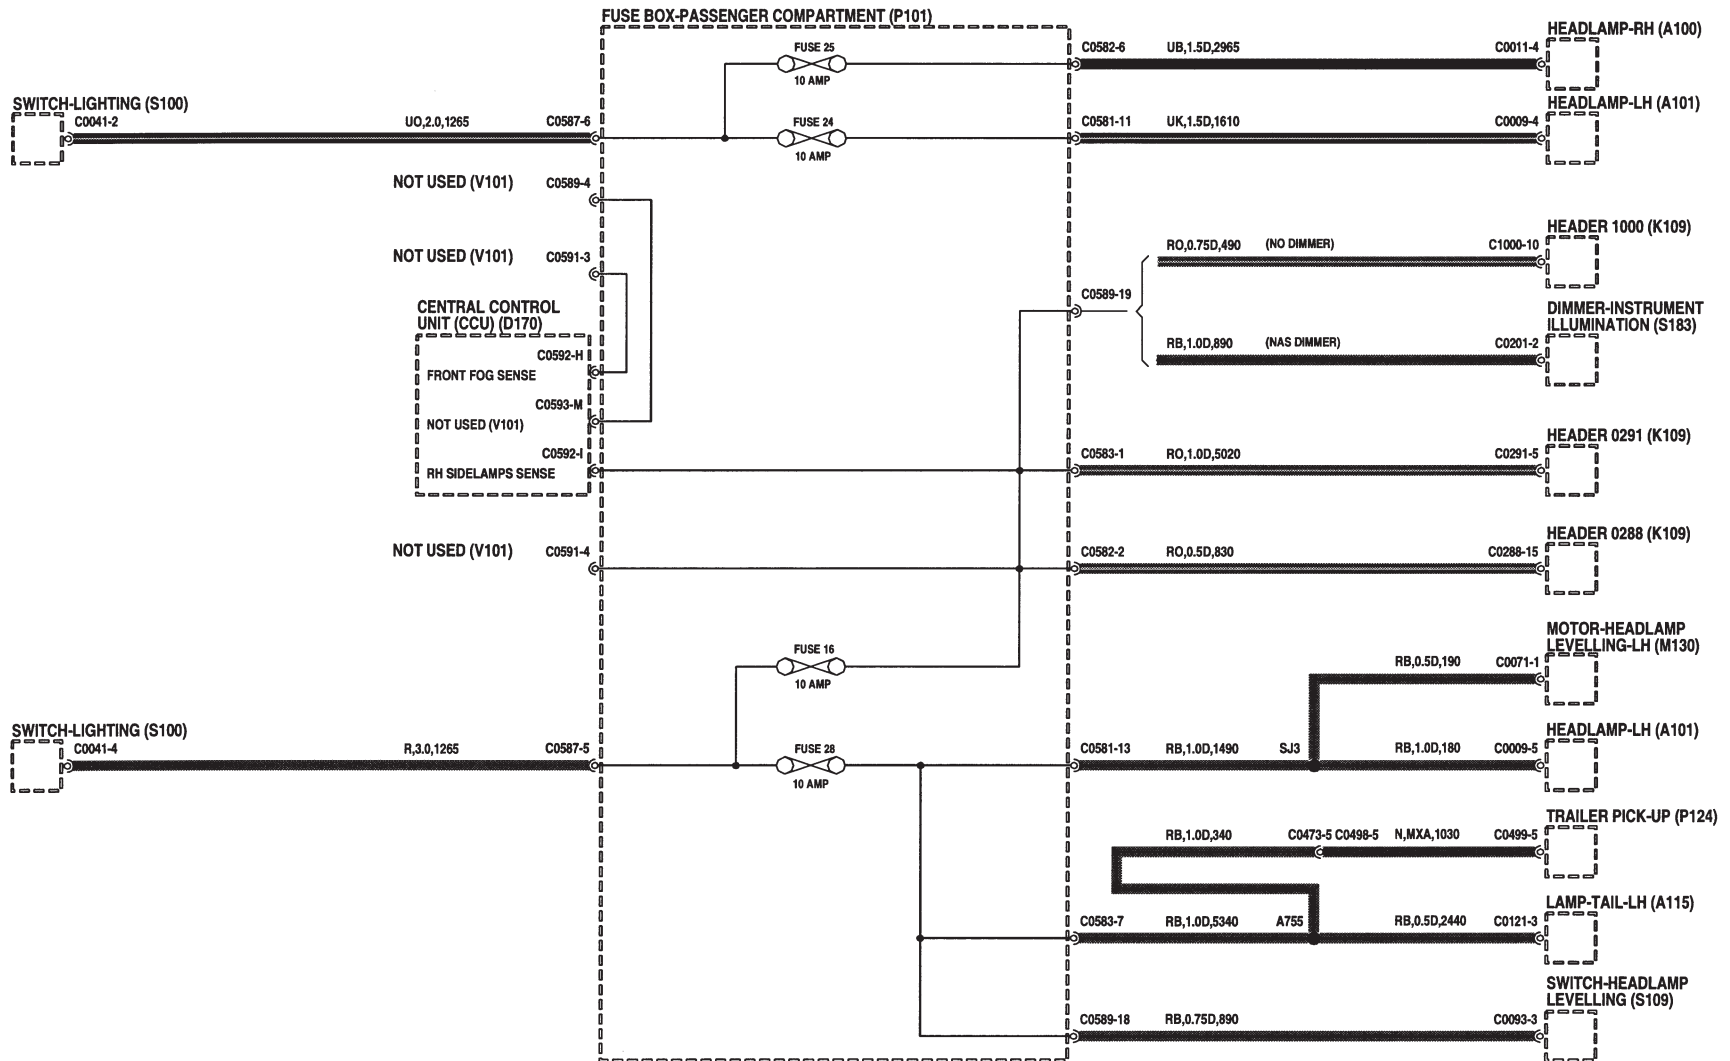 FUSE BOX-PASSENGER COMPARTMENT (P101)
HEADLAMP-RH (A100)
FUSE 25
C0582-6 UB,1.5D,2965 C0011-4
10 AMP
SWITCH-LIGHTING (S100)
HEADLAMP-LH (A101)
C0041-2 UO,2.0,1265 C0587-6
FUSE 24
C0581-11 UK,1.5D,1610 C0009-4
10 AMP
NOT USED (V101) C0589-4
HEADER 1000 (K109)
RO,0.75D,490 (NO DIMMER) C1000-10
NOT USED (V101) C0591-3
C0589-19
CENTRAL CONTROL
UNIT (CCU) (D170)
DIMMER-INSTRUMENT
ILLUMINATION (S183)
RB,1.0D,890 (NAS DIMMER) C0201-2
C0592-H
FRONT FOG SENSE
C0593-M
NOT USED (V101)
HEADER 0291 (K109)
C0592-I
RH SIDELAMPS SENSE
C0583-1 RO,1.0D,5020 C0291-5
HEADER 0288 (K109)
NOT USED (V101) C0591-4
C0582-2 RO,0.5D,830 C0288-15
MOTOR-HEADLAMP
LEVELLING-LH (M130)
FUSE 16
10 AMP
RB,0.5D,190 C0071-1
SWITCH-LIGHTING (S100)
HEADLAMP-LH (A101)
C0041-4 R,3.0,1265 C0587-5
FUSE 28
C0581-13 RB,1.0D,1490 SJ3 RB,1.0D,180 C0009-5
10 AMP
TRAILER PICK-UP (P124)
RB,1.0D,340 C0473-5 C0498-5 N,MXA,1030 C0499-5
LAMP-TAIL-LH (A115)
C0583-7 RB,1.0D,5340 A755 RB,0.5D,2440 C0121-3
SWITCH-HEADLAMP
LEVELLING (S109)
C0589-18 RB,0.75D,890 C0093-3